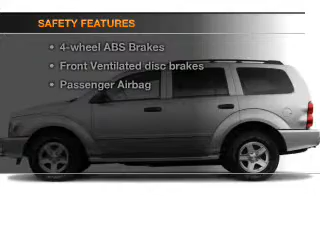 SAFETY FEATURES
• 4-wheel ABS Brakes
• Front Ventilated disc brakes
• Passenger Airbag